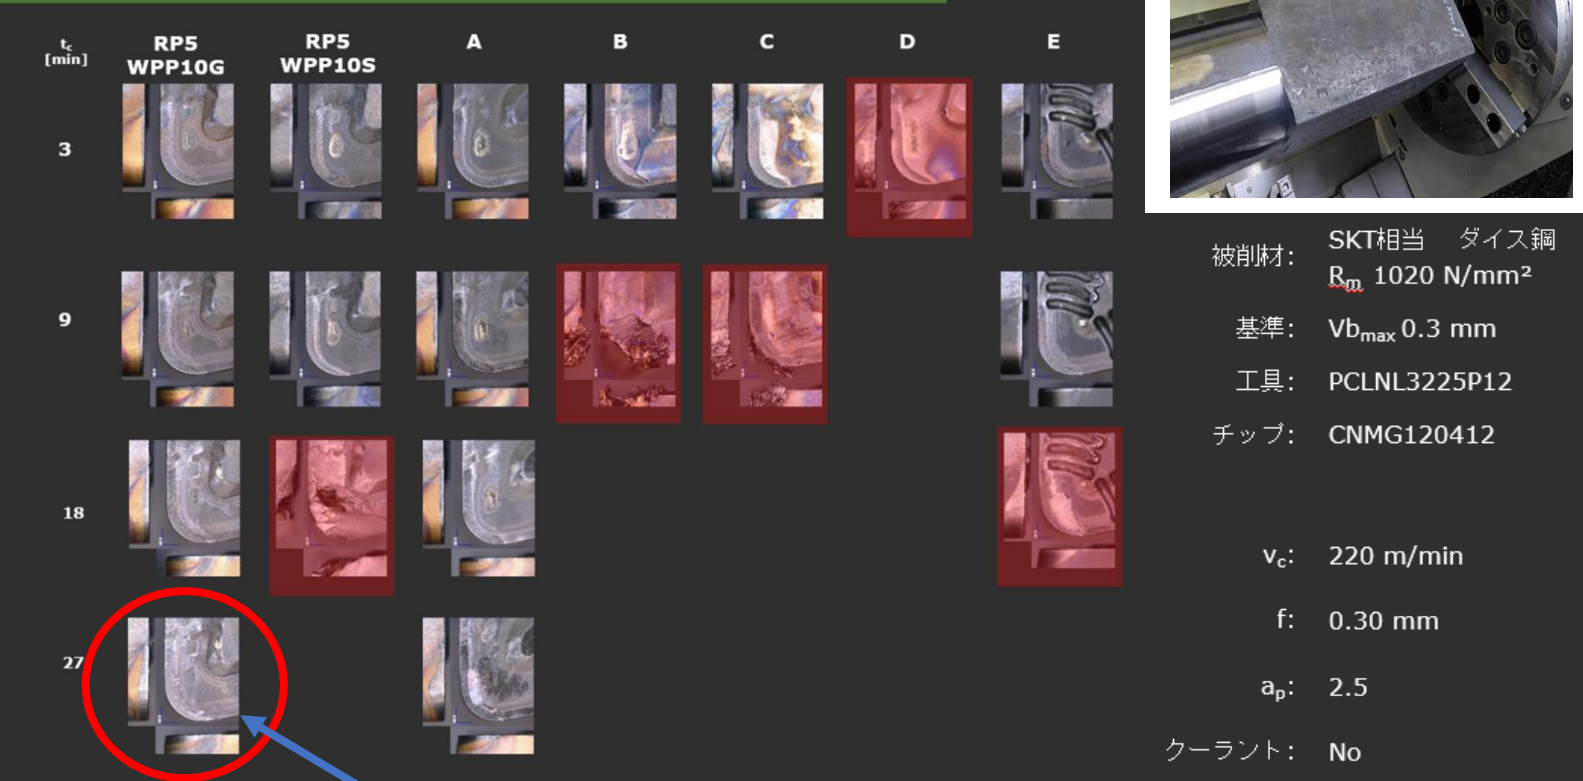 tc [min]
RP5 WPP10G
RP5 WPP10S
A
B
C
D
E
3
9
18
27
被削材: SKT相当 ダイス鋼
Rm 1020 N/mm²
基準: Vbmax 0.3 mm
工具: PCLNL3225P12
チップ: CNMG120412
vc: 220 m/min
f: 0.30 mm
ap: 2.5
クーラント: No